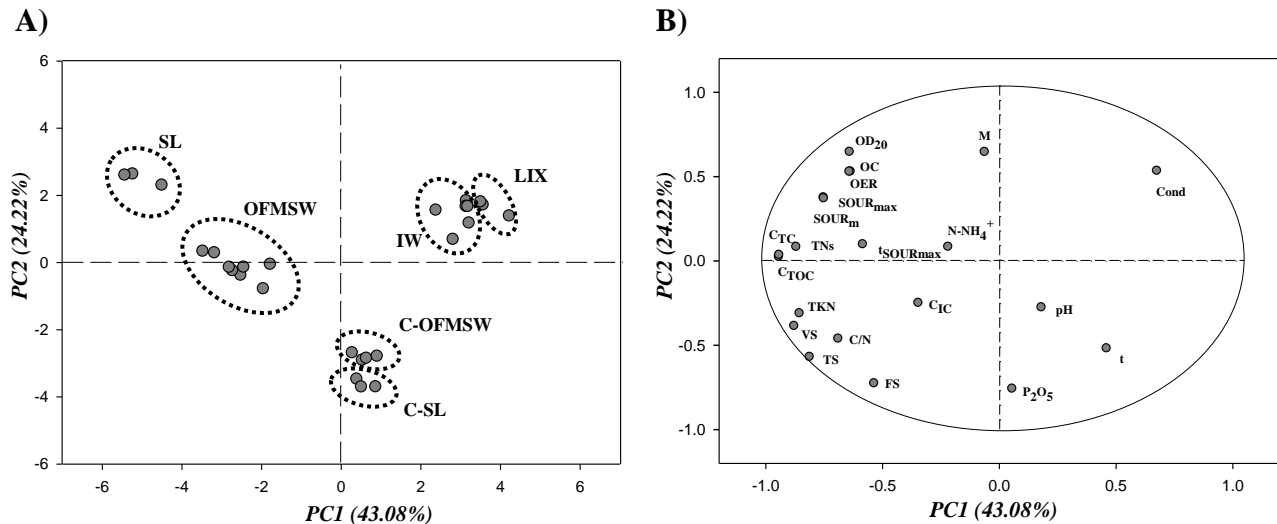 A)
6
4
2
0
-2
-4
-6
-6
-4
-2
0
2
4
6
PC2 (24.22%)
PC1 (43.08%)
SL
OFMSW
LIX
IW
C-OFMSW
C-SL
B)
1.0
0.5
0.0
-0.5
-1.0
-1.0
-0.5
0.0
0.5
1.0
PC2 (24.22%)
PC1 (43.08%)
OD₂₀
M
OC
OER
Cond
SOURmax
SOURm
N-NH₄⁺
CTC
TNs
tSOURmax
CTOC
CIC
TKN
pH
VS
C/N
TS
t
FS
P₂O₅